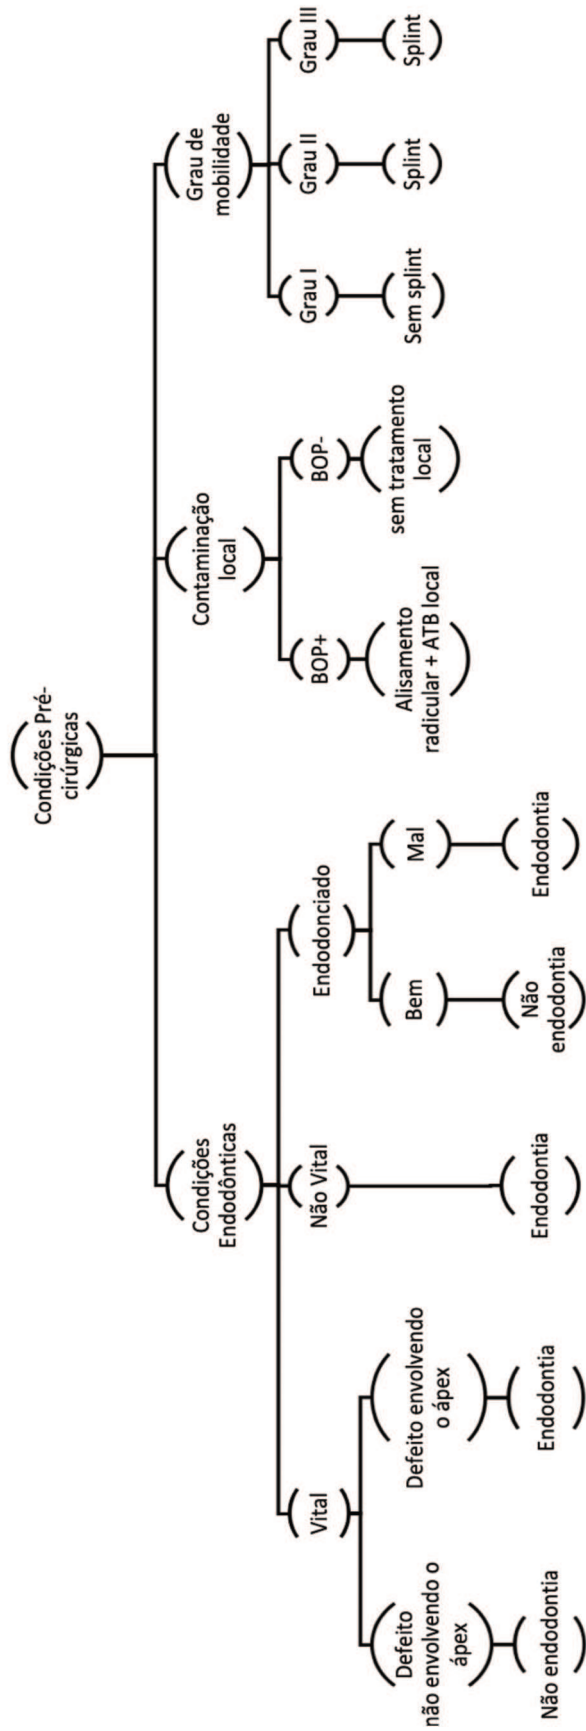 Condições Pré-
cirúrgicas
Condições
Endodônticas
Contaminação
local
Grau de
mobilidade
Vital
Não Vital
Endodonciado
BOP+
BOP-
Grau I
Grau II
Grau III
Defeito
não envolvendo o
ápex
Defeito envolvendo
o ápex
Bem
Mal
Alisamento
radicular + ATB local
sem tratamento
local
Sem splint
Splint
Splint
Não endodontia
Endodontia
Endodontia
Não
endodontia
Endodontia